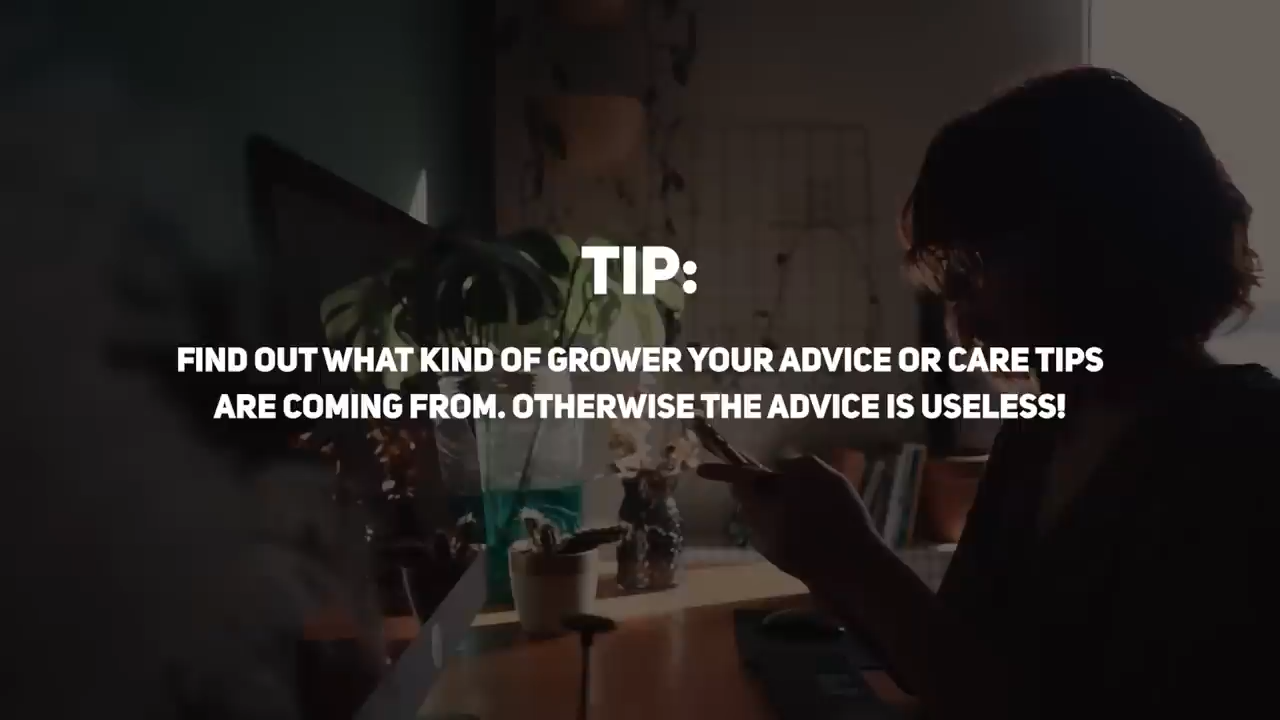 TIP:
FIND OUT WHAT KIND OF GROWER YOUR ADVICE OR CARE TIPS
ARE COMING FROM. OTHERWISE THE ADVICE IS USELESS!